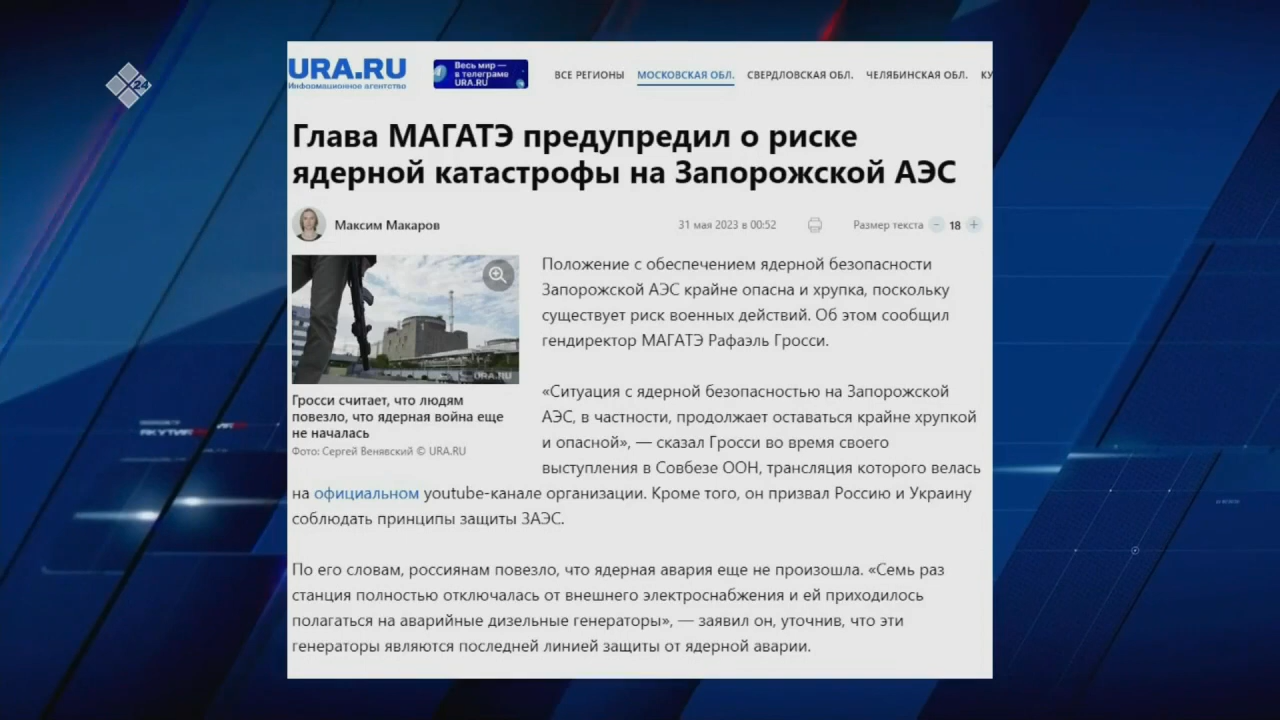 Я24
URA.RU
Информационное агентство
Весь мир —
в телеграме
URA.RU
ВСЕ РЕГИОНЫ МОСКОВСКАЯ ОБЛ. СВЕРДЛОВСКАЯ ОБЛ. ЧЕЛЯБИНСКАЯ ОБЛ. КУ
Глава МАГАТЭ предупредил о риске
ядерной катастрофы на Запорожской АЭС
Максим Макаров 31 мая 2023 в 00:52 Размер текста − 18 +
Положение с обеспечением ядерной безопасности
Запорожской АЭС крайне опасна и хрупка, поскольку
существует риск военных действий. Об этом сообщил
гендиректор МАГАТЭ Рафаэль Гросси.
URA.RU
Гросси считает, что людям
повезло, что ядерная война еще
не началась
Фото: Сергей Венявский © URA.RU
«Ситуация с ядерной безопасностью на Запорожской
АЭС, в частности, продолжает оставаться крайне хрупкой
и опасной», — сказал Гросси во время своего
выступления в Совбезе ООН, трансляция которого велась
на официальном youtube-канале организации. Кроме того, он призвал Россию и Украину
соблюдать принципы защиты ЗАЭС.
По его словам, россиянам повезло, что ядерная авария еще не произошла. «Семь раз
станция полностью отключалась от внешнего электроснабжения и ей приходилось
полагаться на аварийные дизельные генераторы», — заявил он, уточнив, что эти
генераторы являются последней линией защиты от ядерной аварии.